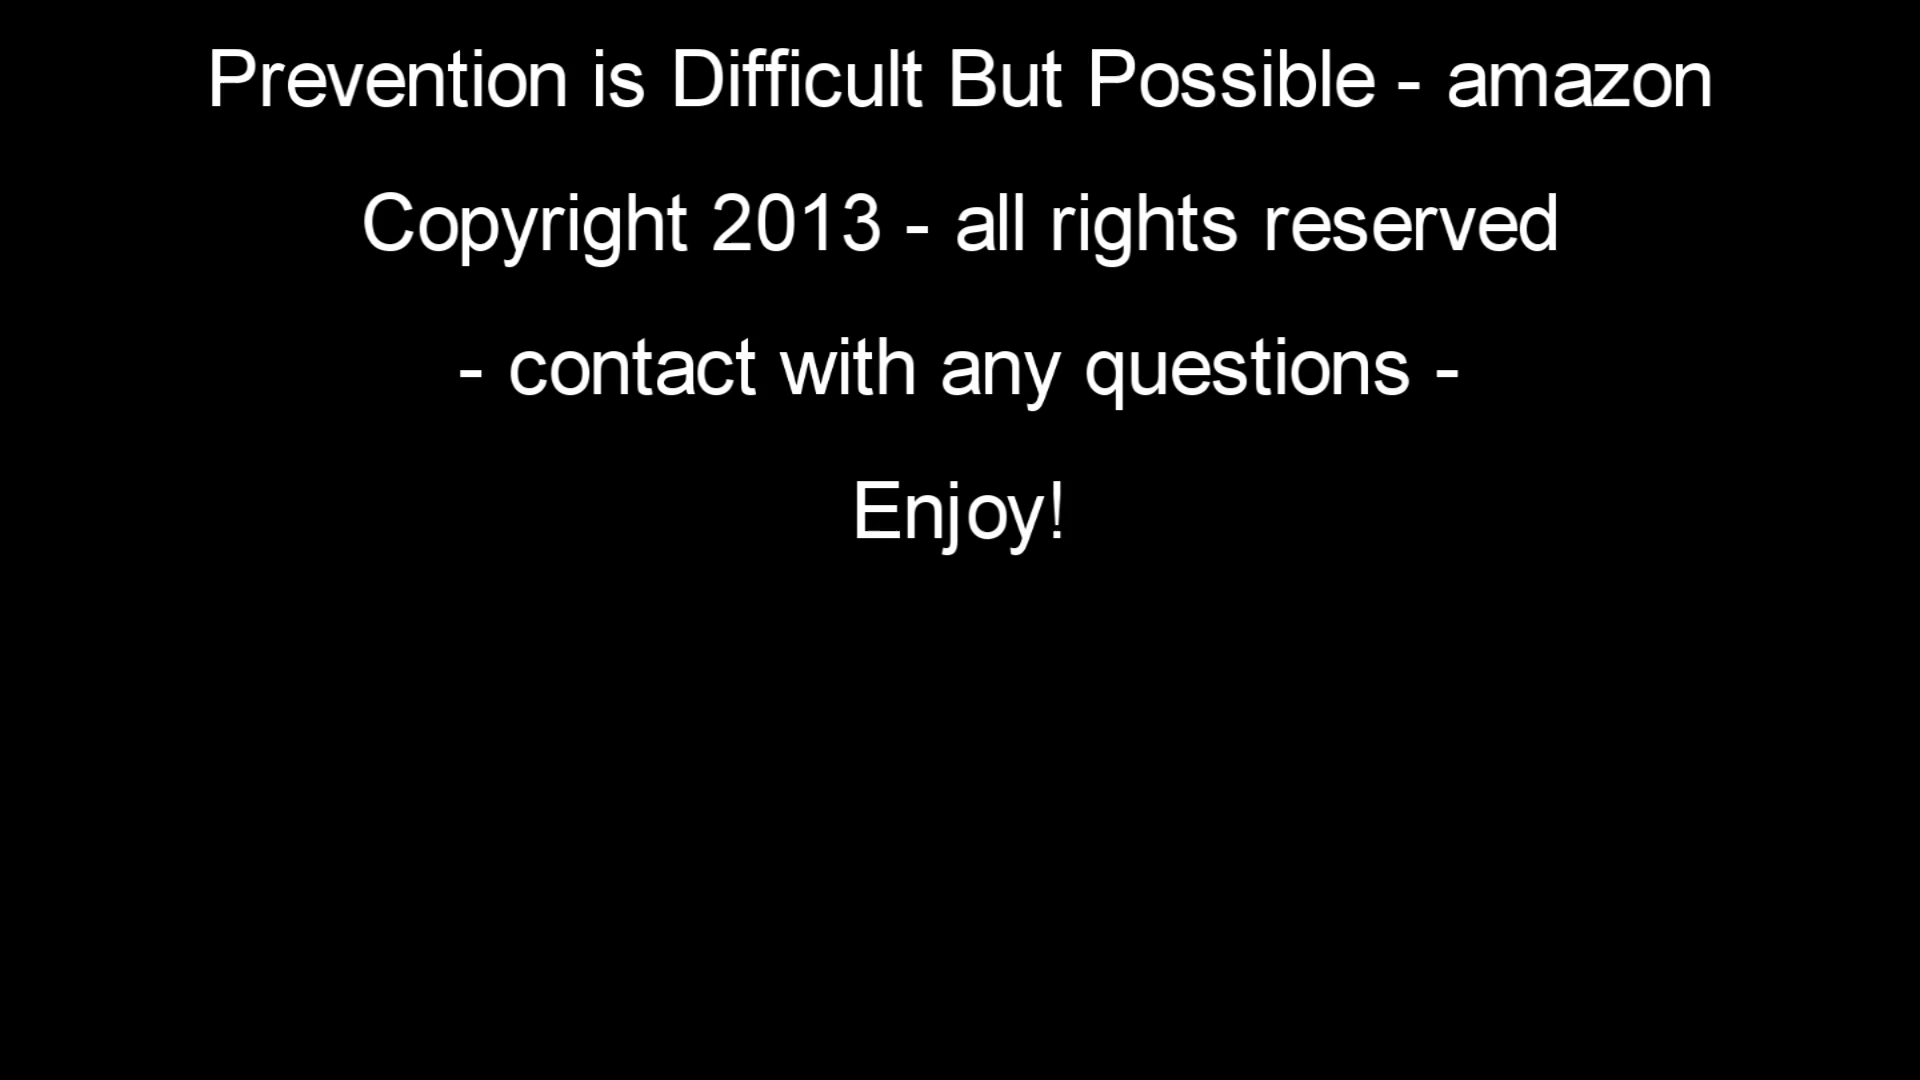 Prevention is Difficult But Possible - amazon
Copyright 2013 - all rights reserved
- contact with any questions -
Enjoy!